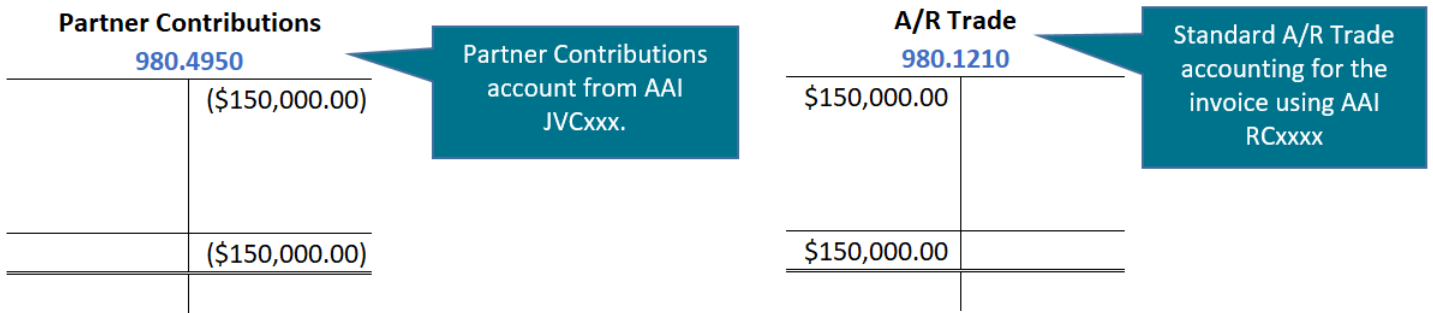 Partner Contributions
980.4950
($150,000.00)
($150,000.00)
Partner Contributions
account from AAI
JVCxxx.
A/R Trade
980.1210
$150,000.00
$150,000.00
Standard A/R Trade
accounting for the
invoice using AAI
RCxxxx